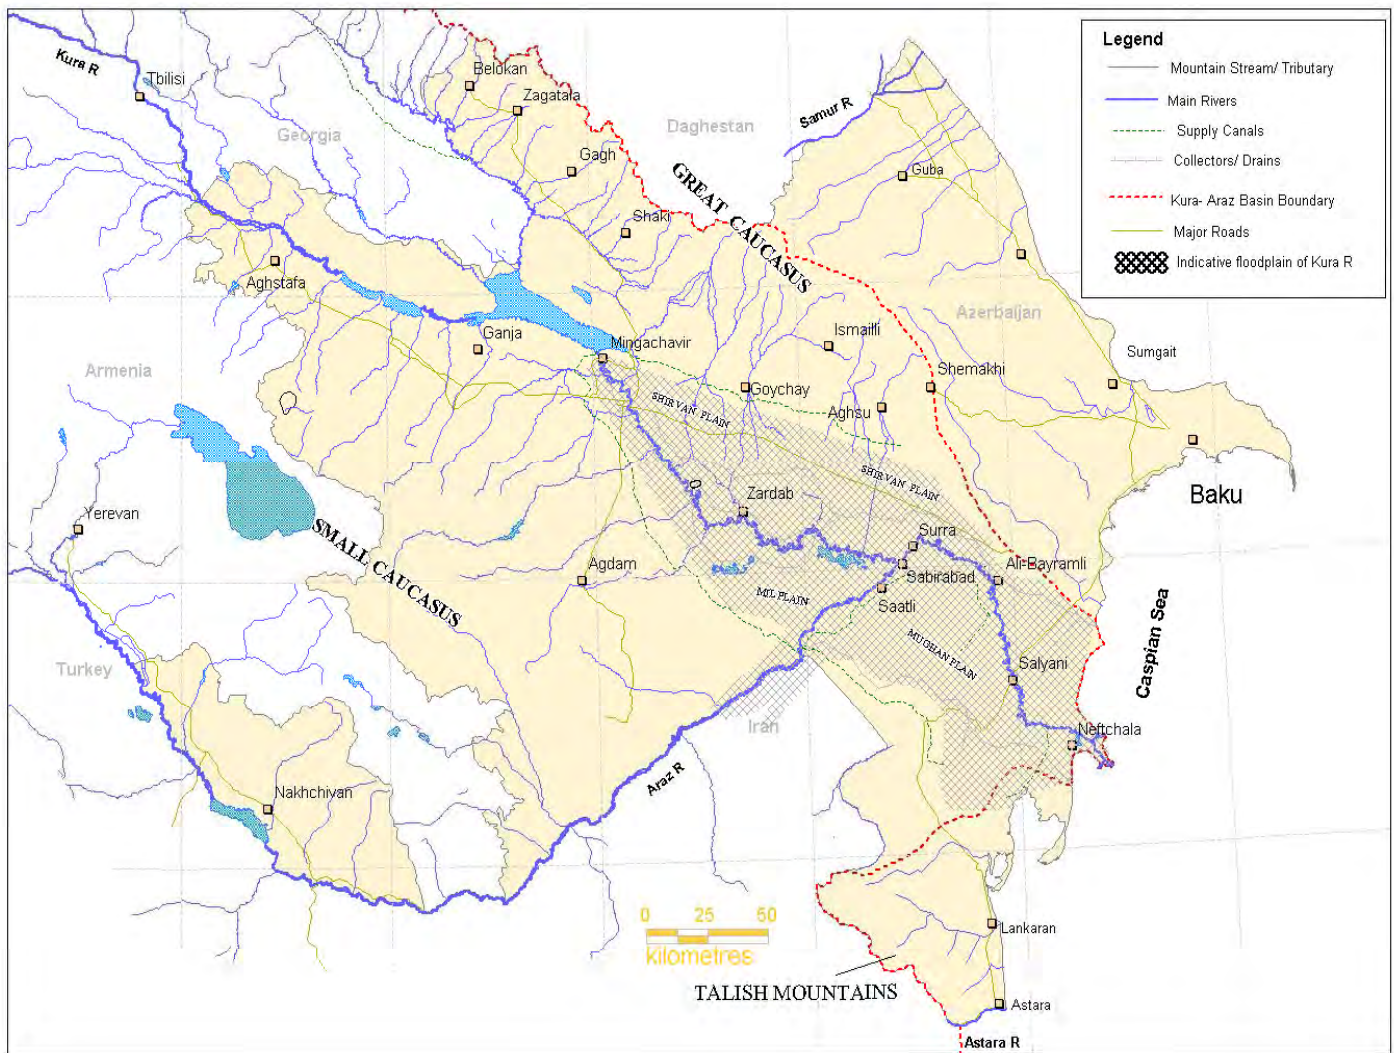 Legend
Mountain Stream/ Tributary
Main Rivers
Supply Canals
Collectors/ Drains
Kura- Araz Basin Boundary
Major Roads
Indicative floodplain of Kura R
Kura R
Tbilisi
Belokan
Zagatala
Georgia
Daghestan
Samur R
Gagh
Guba
GREAT CAUCASUS
Shaki
Aghstafa
Azerbaijan
Ganja
Mingachavir
Ismailli
Sumgait
Armenia
Shemakhi
Goychay
SHIRVAN PLAIN
Aghsu
SHIRVAN PLAIN
Baku
Zardab
Yerevan
SMALL CAUCASUS
Surra
Agdam
Sabirabad
Ali-Bayramli
Saatli
MIL PLAIN
Caspian Sea
MUGHAN PLAIN
Turkey
Salyani
Iran
Neftchala
Araz R
Nakhchivan
0 25 50
kilometres
Lankaran
TALISH MOUNTAINS
Astara
Astara R